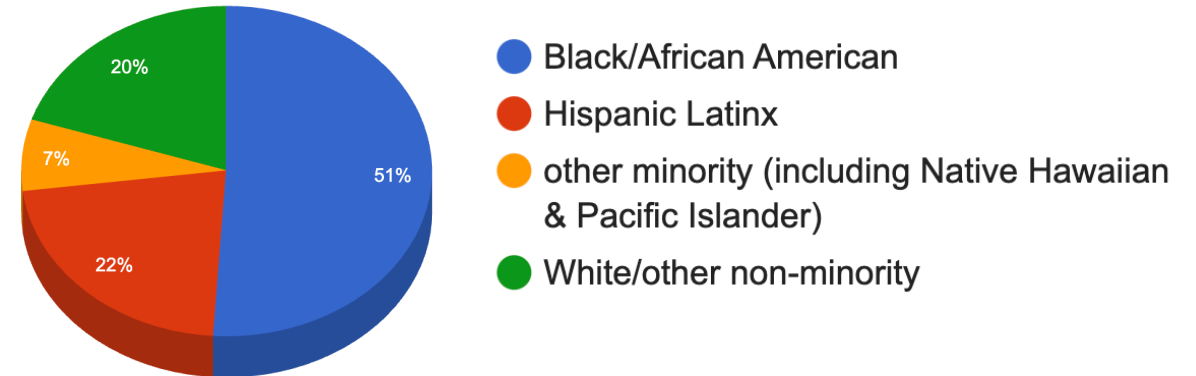 20%
7%
51%
22%
Black/African American
Hispanic Latinx
other minority (including Native Hawaiian
& Pacific Islander)
White/other non-minority